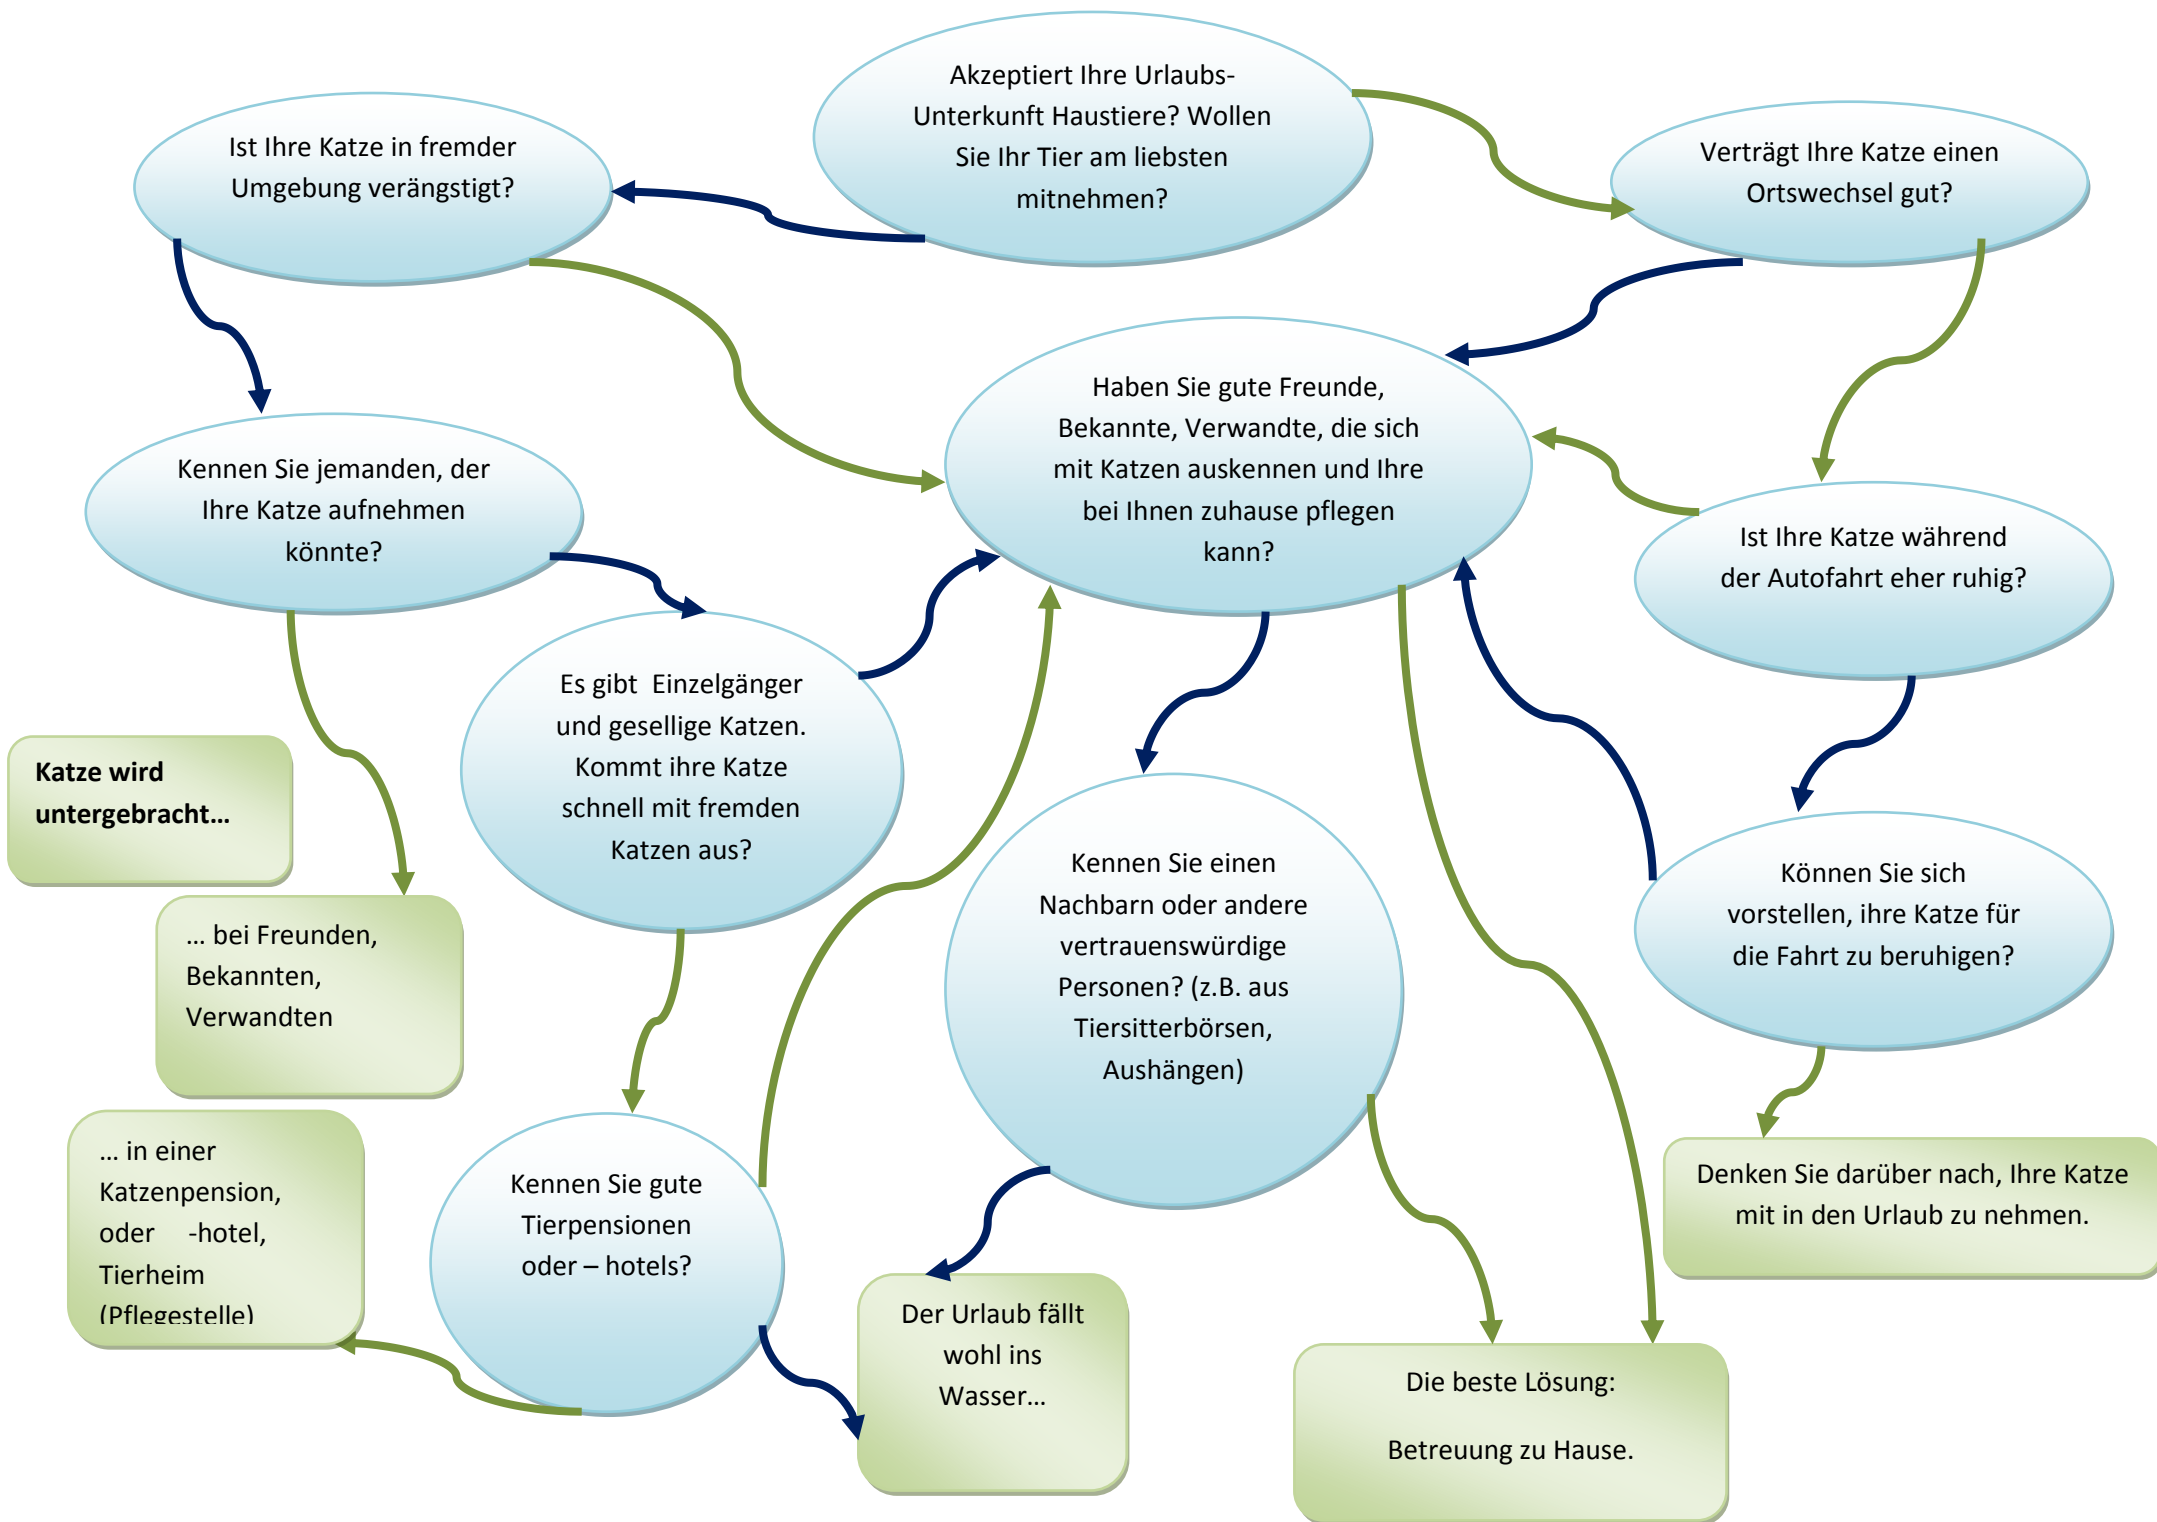 Akzeptiert Ihre Urlaubs-
Unterkunft Haustiere? Wollen
Sie Ihr Tier am liebsten
mitnehmen?
Ist Ihre Katze in fremder
Umgebung verängstigt?
Verträgt Ihre Katze einen
Ortswechsel gut?
Haben Sie gute Freunde,
Bekannte, Verwandte, die sich
mit Katzen auskennen und Ihre
bei Ihnen zuhause pflegen
kann?
Kennen Sie jemanden, der
Ihre Katze aufnehmen
könnte?
Ist Ihre Katze während
der Autofahrt eher ruhig?
Es gibt  Einzelgänger
und gesellige Katzen.
Kommt ihre Katze
schnell mit fremden
Katzen aus?
Katze wird
untergebracht…
Kennen Sie einen
Nachbarn oder andere
vertrauenswürdige
Personen? (z.B. aus
Tiersitterbörsen,
Aushängen)
Können Sie sich
vorstellen, ihre Katze für
die Fahrt zu beruhigen?
… bei Freunden,
Bekannten,
Verwandten
… in einer
Katzenpension,
oder    -hotel,
Tierheim
(Pflegestelle)
Kennen Sie gute
Tierpensionen
oder – hotels?
Denken Sie darüber nach, Ihre Katze
mit in den Urlaub zu nehmen.
Der Urlaub fällt
wohl ins
Wasser…
Die beste Lösung:
Betreuung zu Hause.